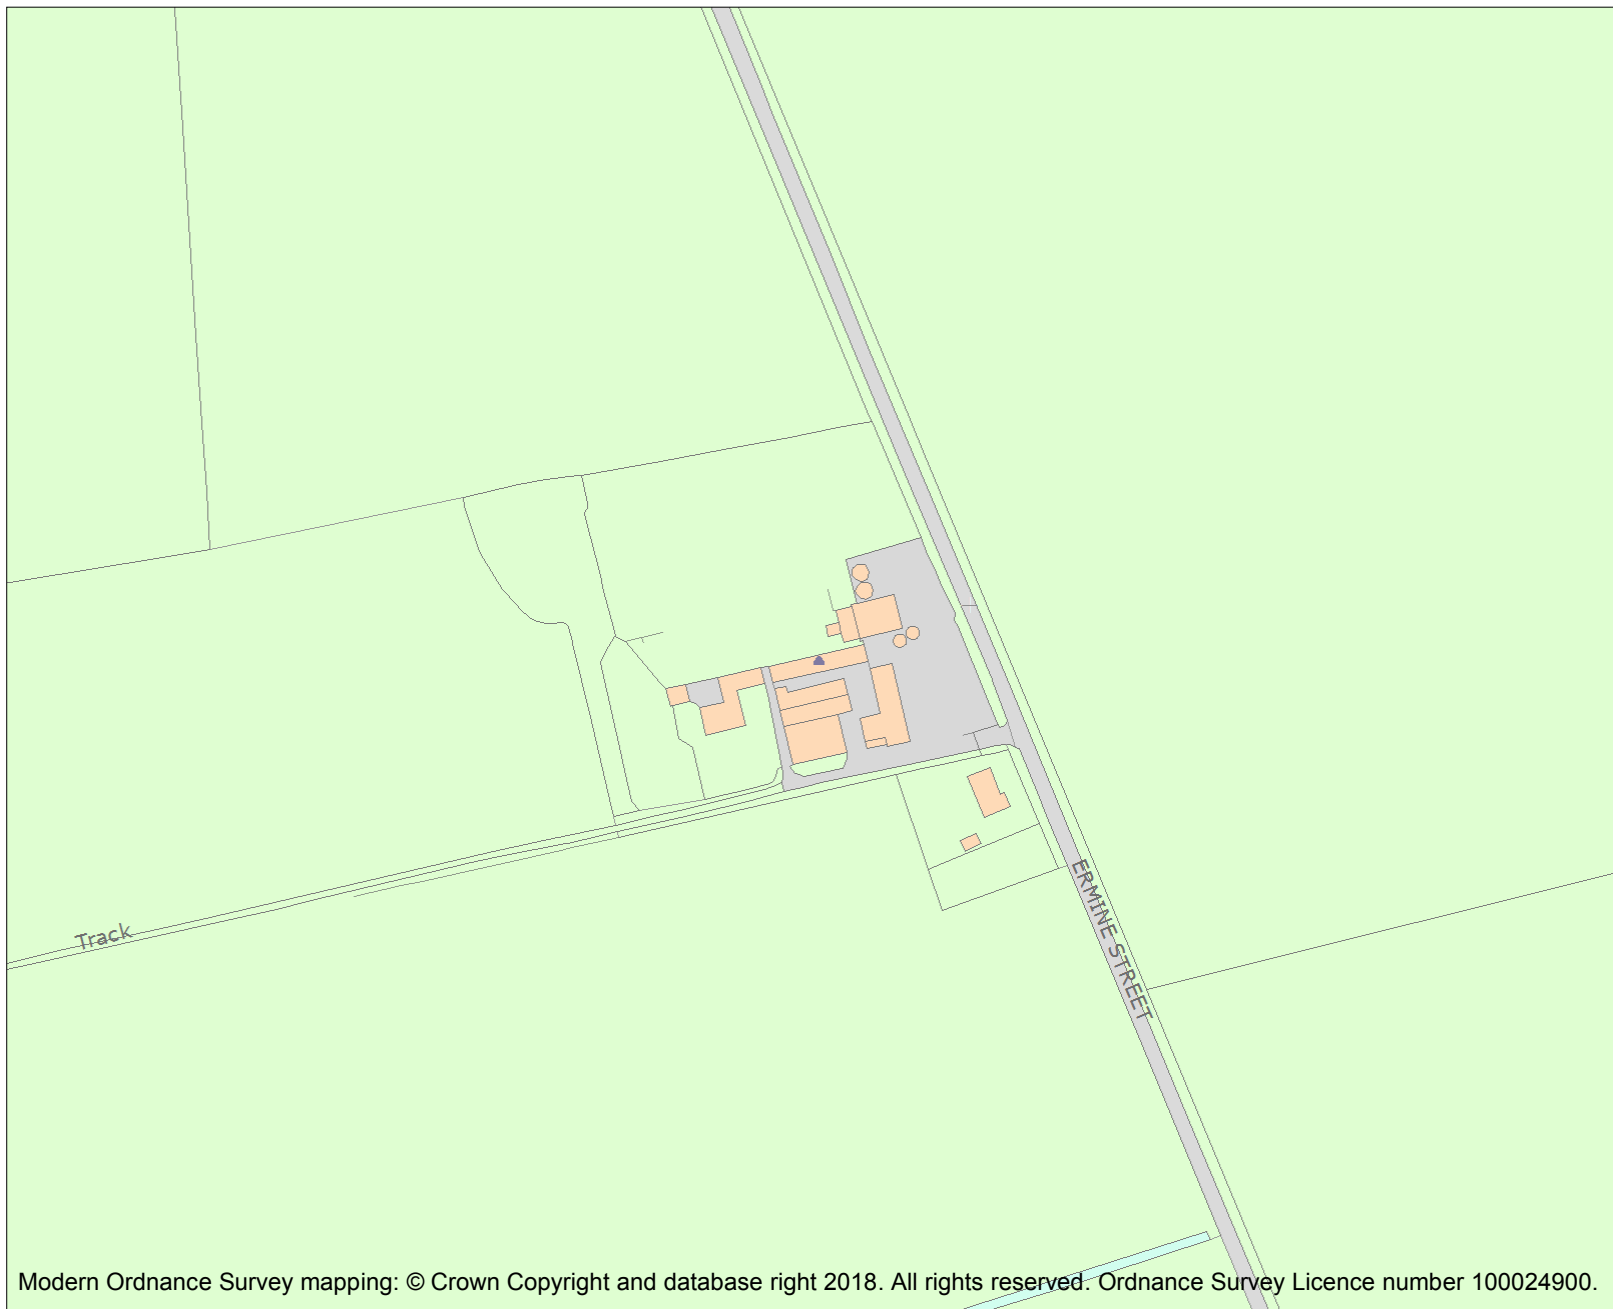 Track
ERMINE STREET
Modern Ordnance Survey mapping: © Crown Copyright and database right 2018. All rights reserved. Ordnance Survey Licence number 100024900.